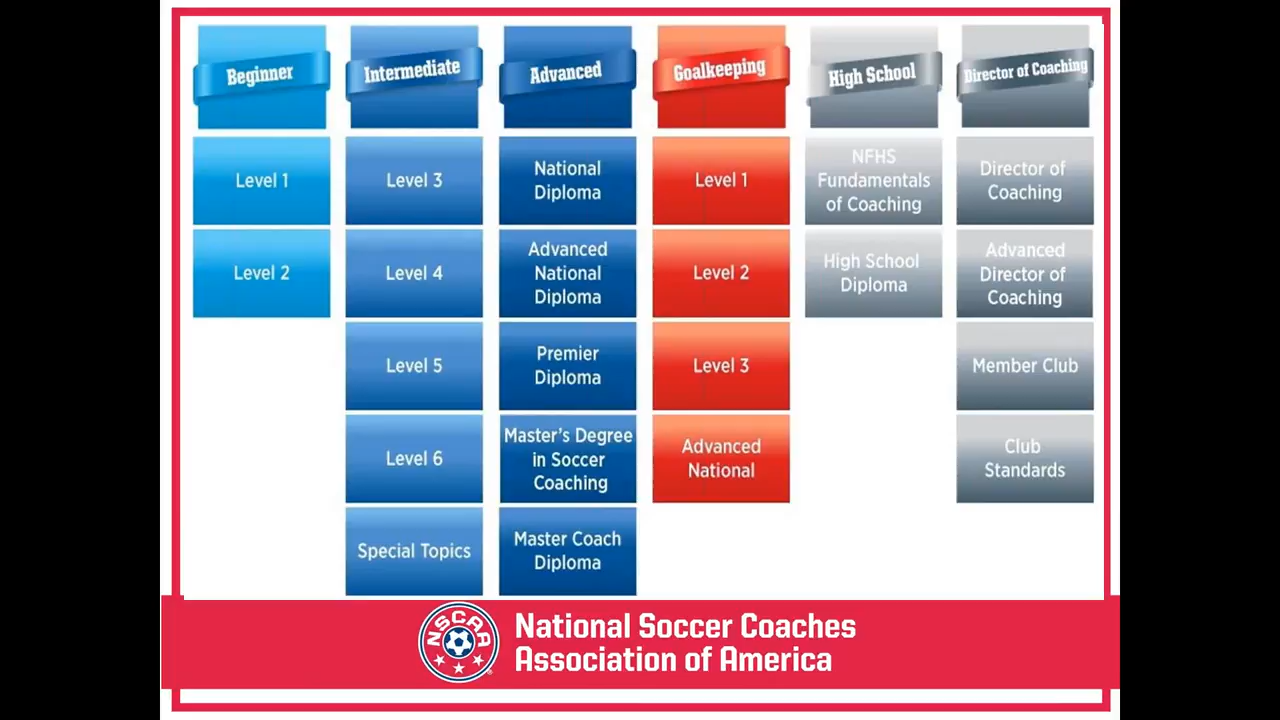 Beginner
Intermediate
Advanced
Goalkeeping
High School
Director of Coaching
Level 1
Level 2
Level 3
Level 4
Level 5
Level 6
Special Topics
National
Diploma
Advanced
National
Diploma
Premier
Diploma
Master's Degree
in Soccer
Coaching
Master Coach
Diploma
Level 1
Level 2
Level 3
Advanced
National
NFHS
Fundamentals
of Coaching
High School
Diploma
Director of
Coaching
Advanced
Director of
Coaching
Member Club
Club
Standards
NSCAA
National Soccer Coaches
Association of America